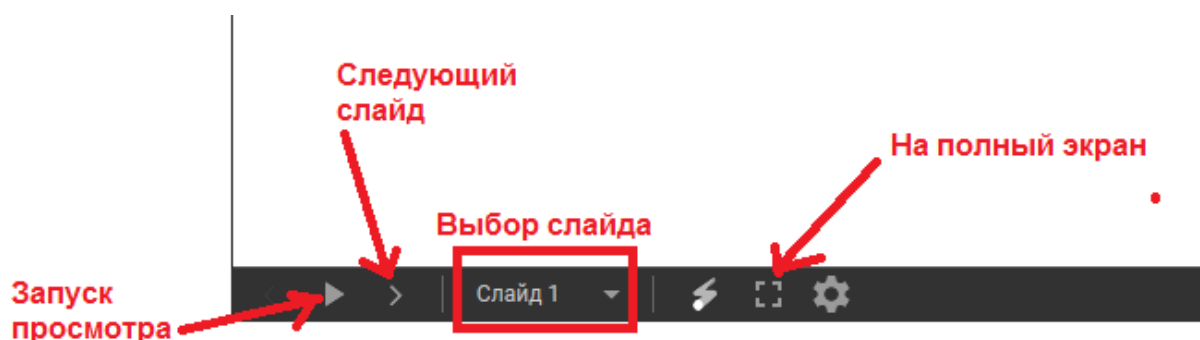 Следующий
слайд
На полный экран
Выбор слайда
Слайд 1
Запуск
просмотра